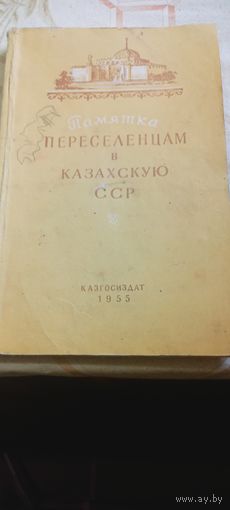 Памятка
ПЕРЕСЕЛЕНЦАМ
В
КАЗАХСКУЮ
ССР
КАЗГОСИЗДАТ
1955
www.ay.by